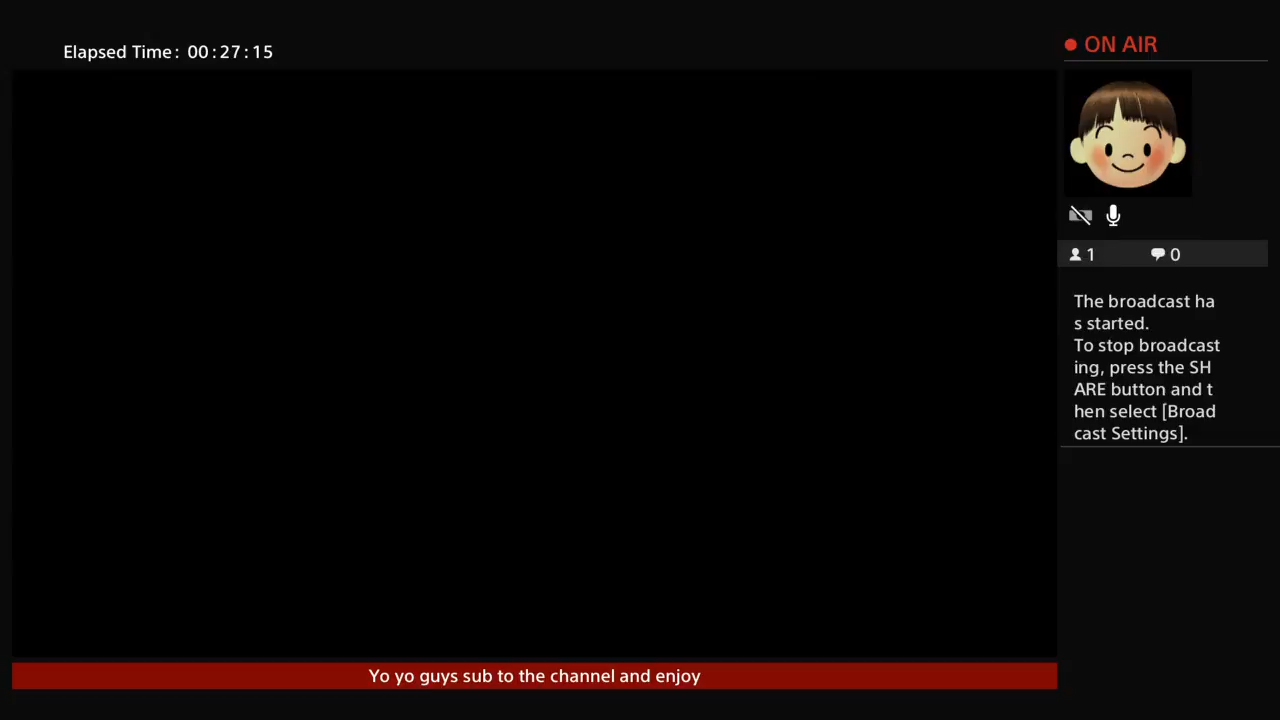 Elapsed Time: 00:27:15
ON AIR
1 0
The broadcast ha
s started.
To stop broadcast
ing, press the SH
ARE button and t
hen select [Broad
cast Settings].
Yo yo guys sub to the channel and enjoy